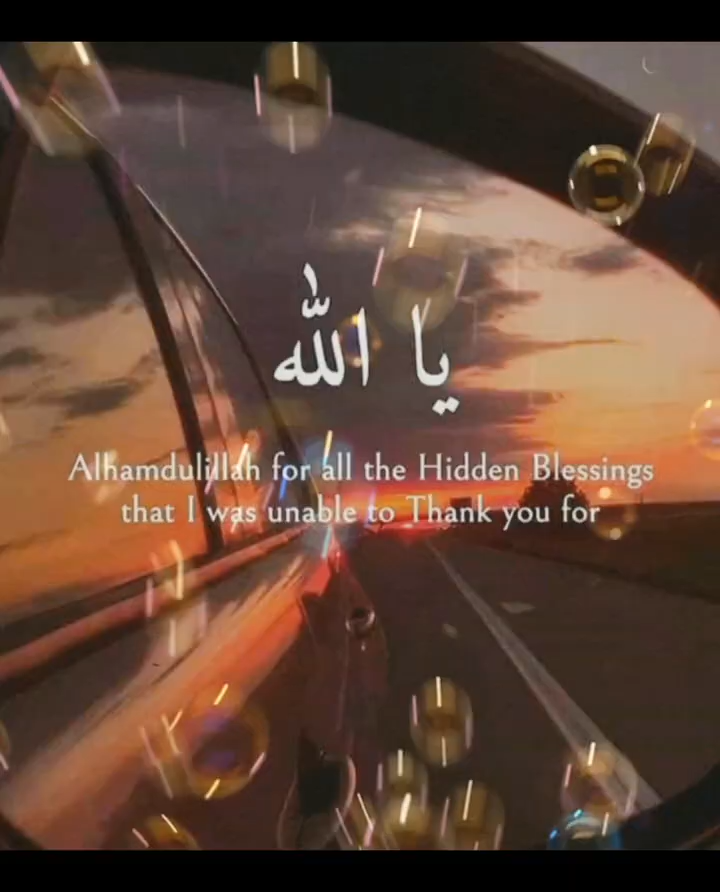 يا الله
Alhamdulillah for all the Hidden Blessings
that I was unable to Thank you for